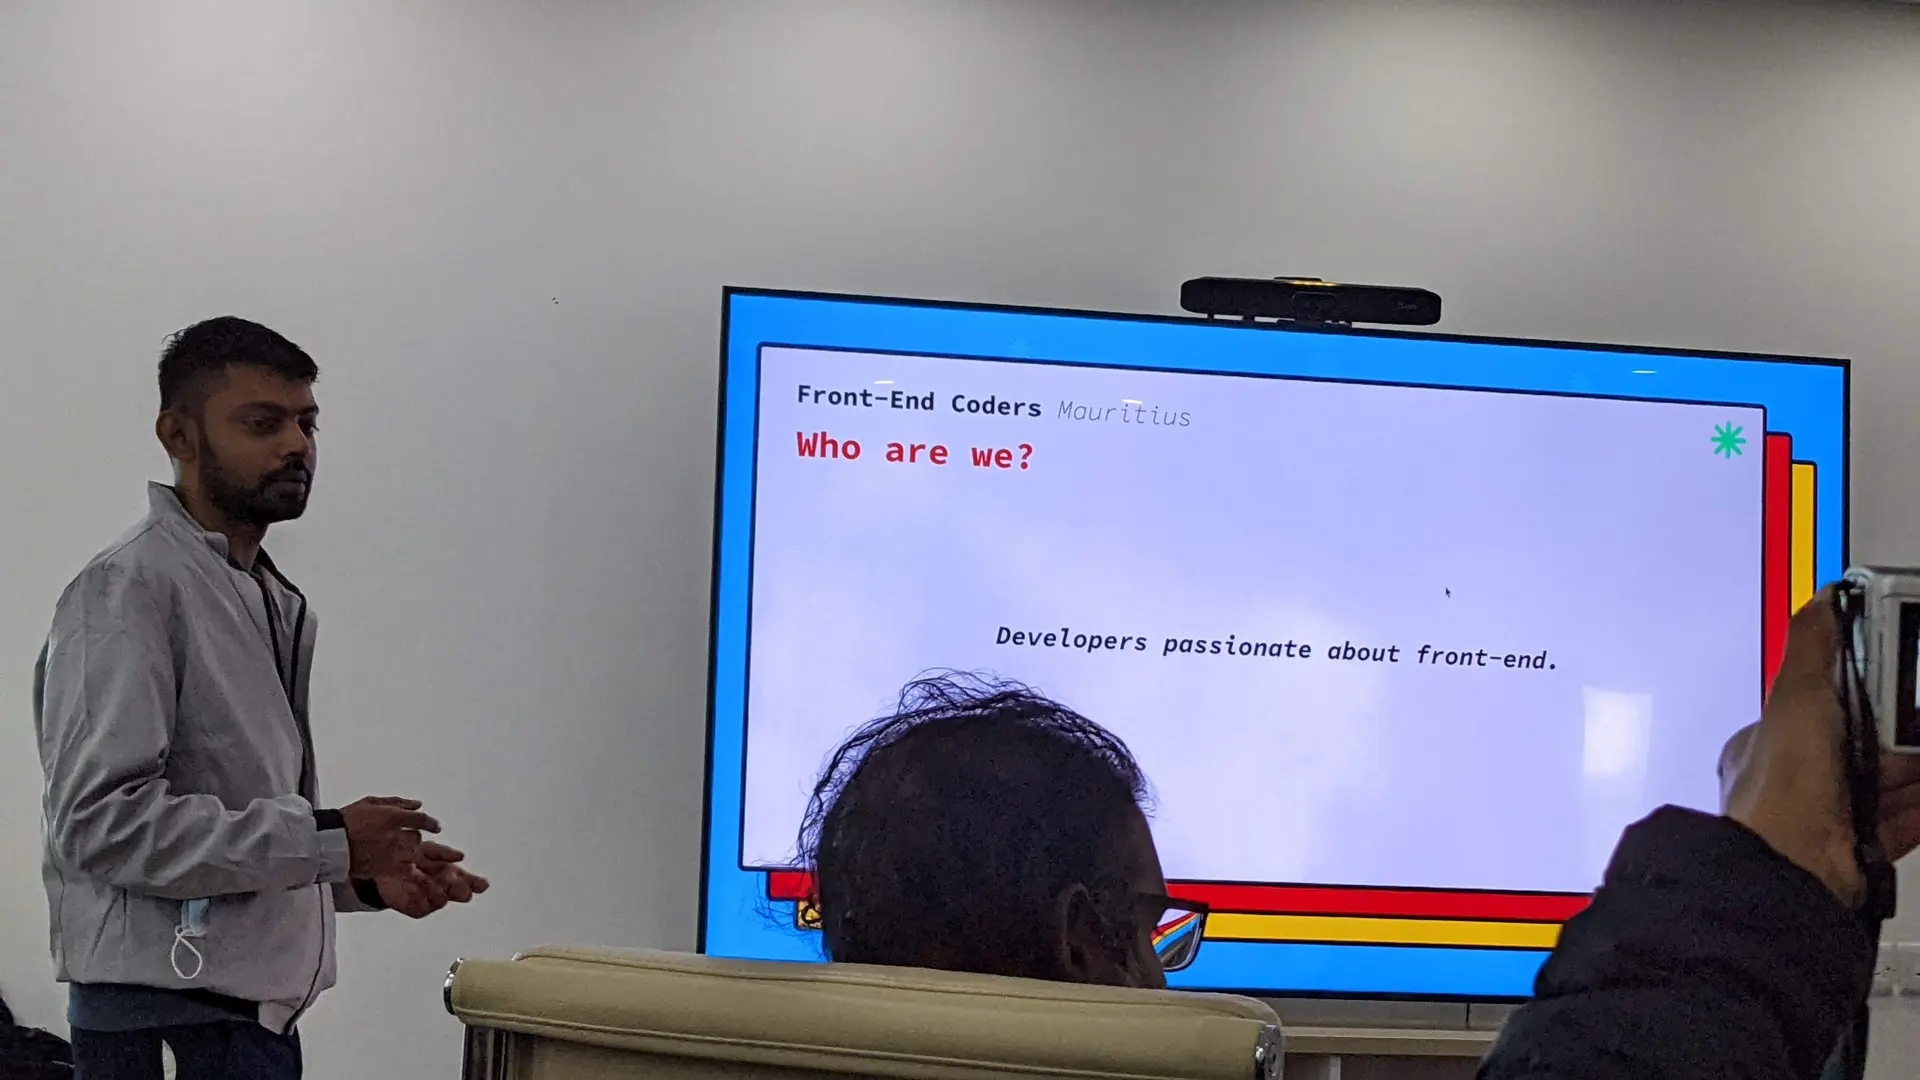 Front-End Coders Mauritius
Who are we?
Developers passionate about front-end.